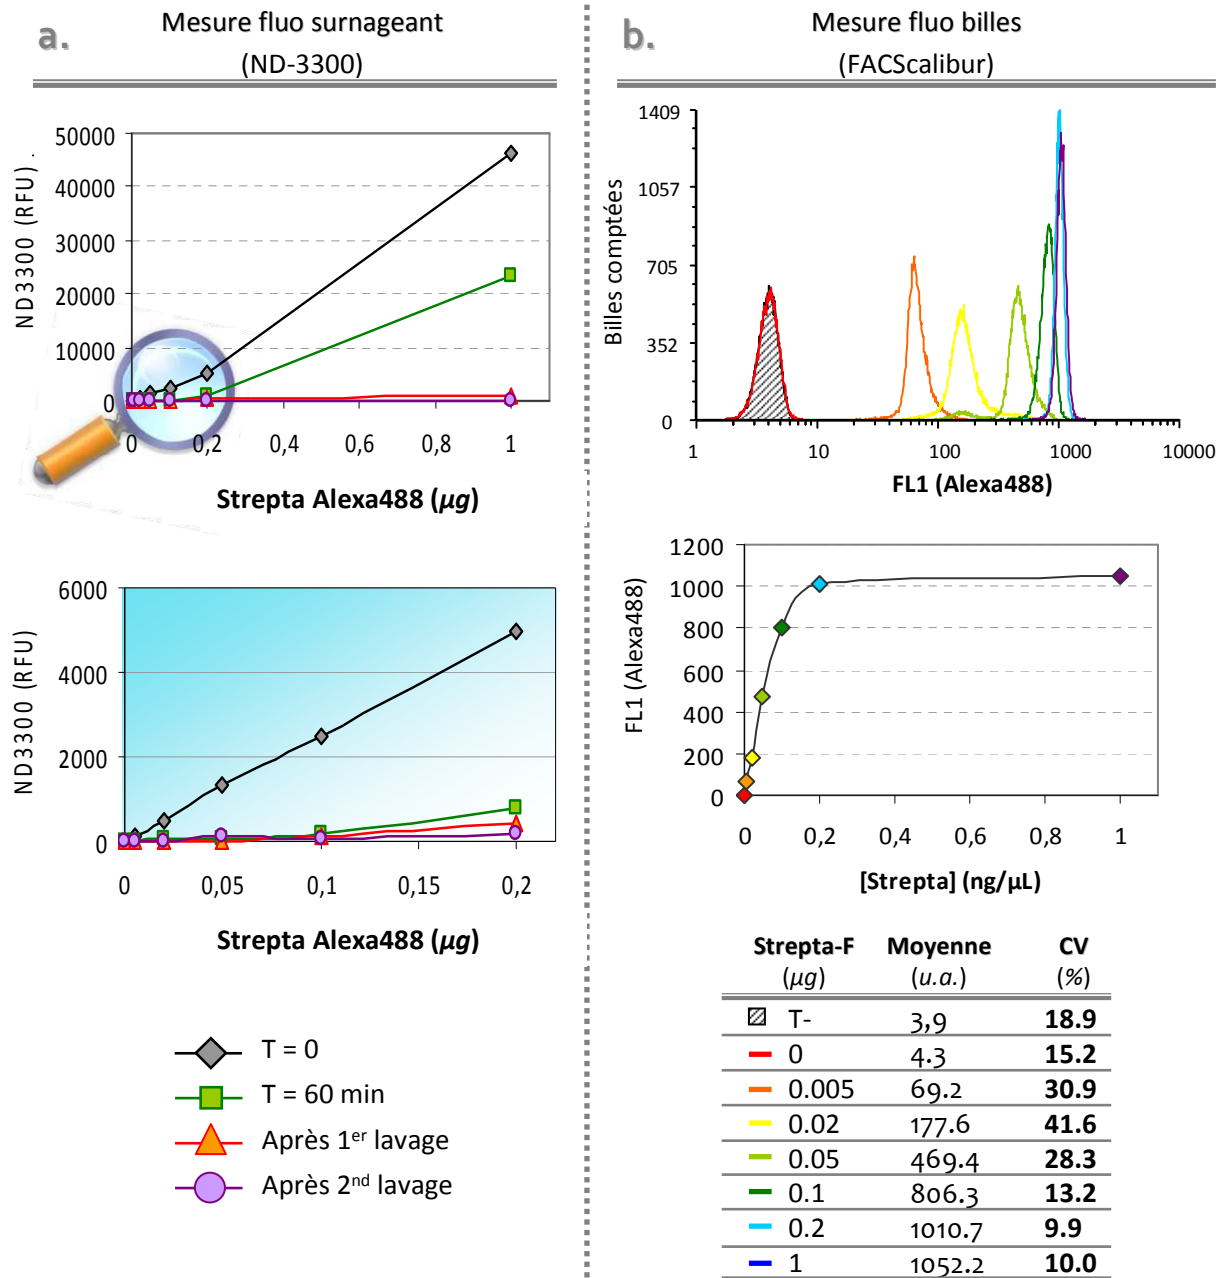 a.
Mesure fluo surnageant
(ND-3300)
50000
40000
30000
20000
10000
0
ND3300 (RFU) .
0
0,2
0,4
0,6
0,8
1
Strepta Alexa488 (µg)
6000
4000
2000
0
ND3300 (RFU)
0
0,05
0,1
0,15
0,2
Strepta Alexa488 (µg)
T = 0
T = 60 min
Après 1er lavage
Après 2nd lavage
b.
Mesure fluo billes
(FACScalibur)
1409
1057
705
352
0
Billes comptées
1
10
100
1000
10000
FL1 (Alexa488)
1200
1000
800
600
400
200
0
FL1 (Alexa488)
0
0,2
0,4
0,6
0,8
1
[Strepta] (ng/µL)
Strepta-F Moyenne CV
(µg) (u.a.) (%)
T- 3,9 18.9
0 4.3 15.2
0.005 69.2 30.9
0.02 177.6 41.6
0.05 469.4 28.3
0.1 806.3 13.2
0.2 1010.7 9.9
1 1052.2 10.0